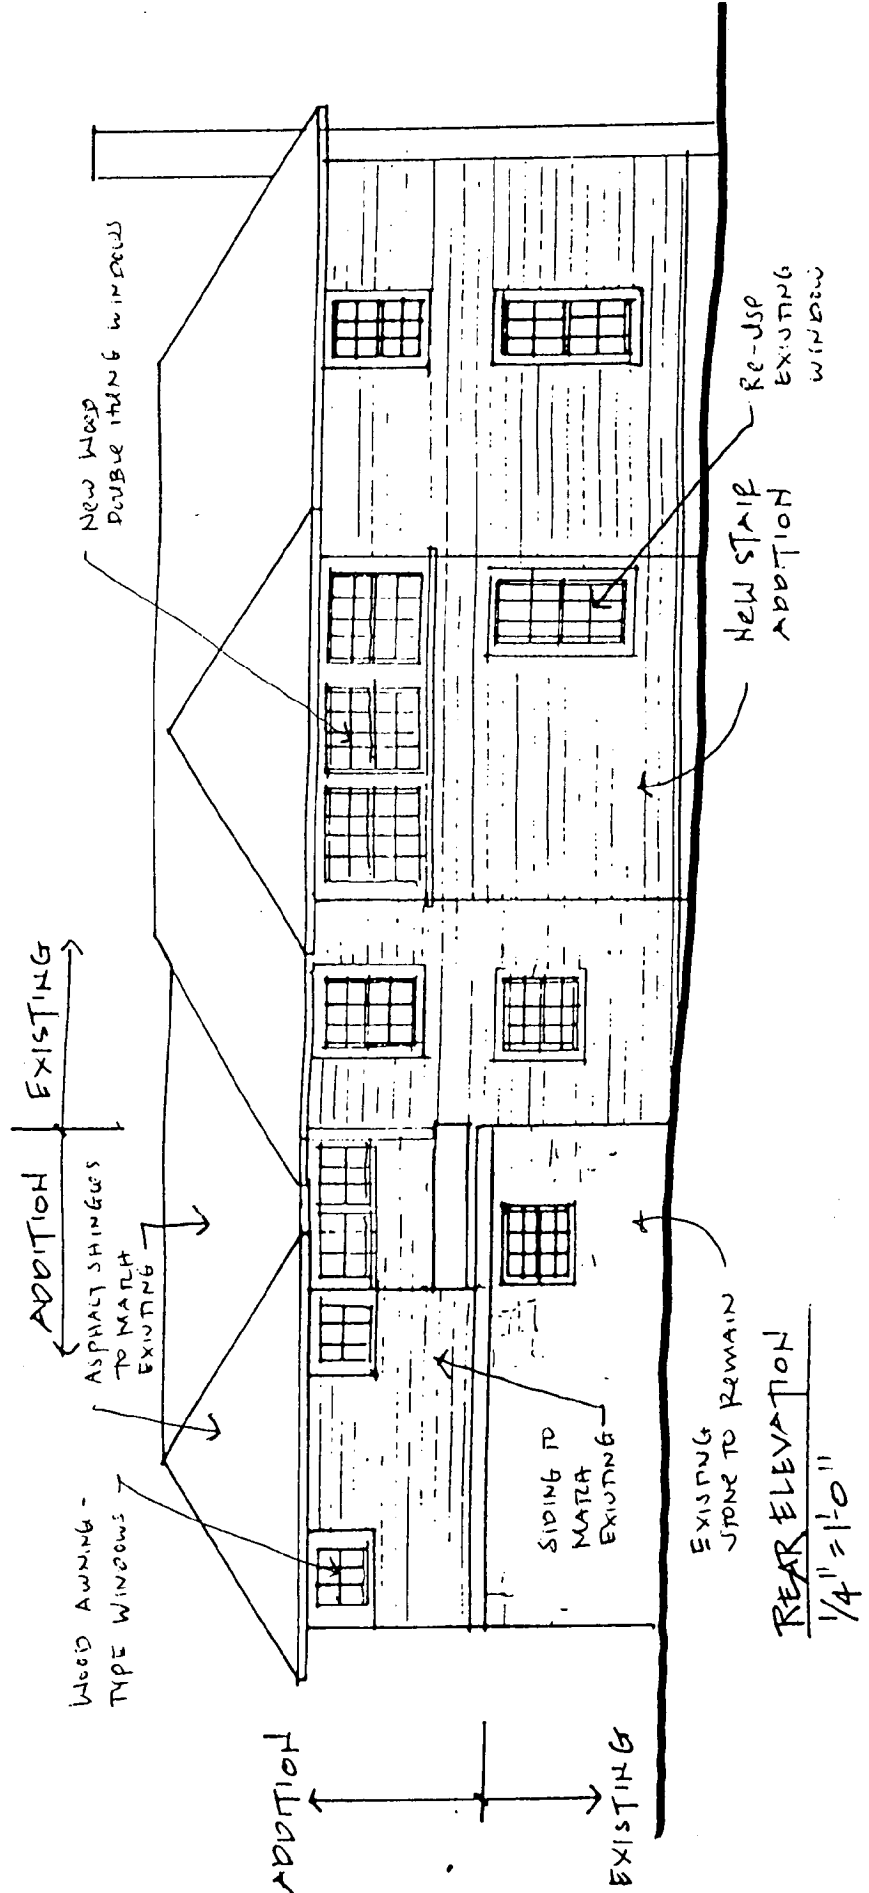 ADDITION
EXISTING
WOOD AWNING-
TYPE WINDOWS
ASPHALT SHINGLES
TO MATCH
EXISTING
ADDITION
EXISTING
NEW WOOD
DOUBLE HUNG WINDOWS
SIDING TO
MATCH
EXISTING
EXISTING
STONE TO REMAIN
NEW STAIR
ADDITION
RE-USE
EXISTING
WINDOW
REAR ELEVATION
1/4" = 1'-0"